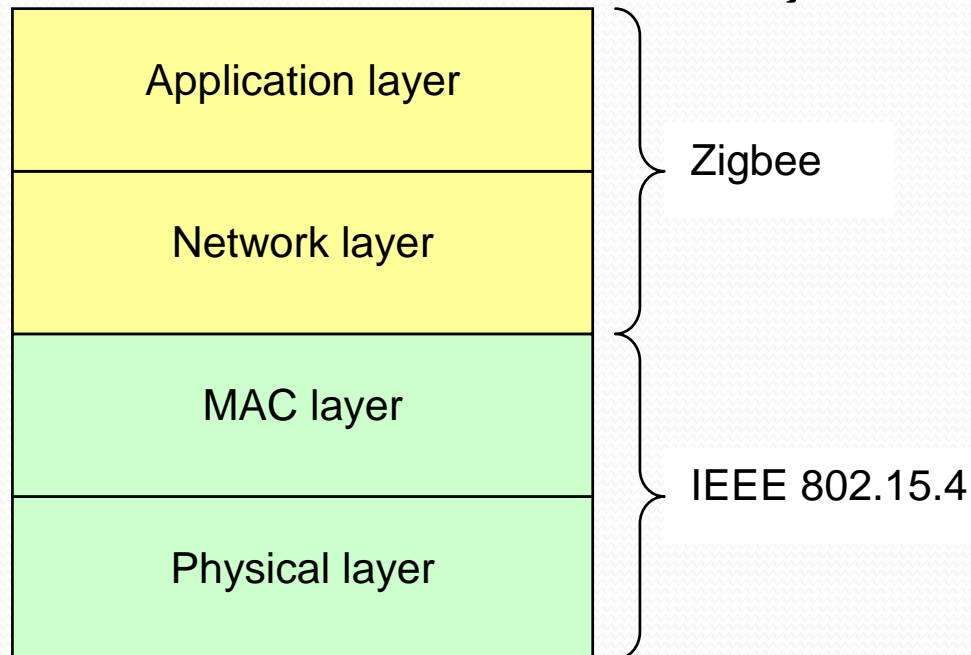 Application layer
Zigbee
Network layer
MAC layer
IEEE 802.15.4
Physical layer